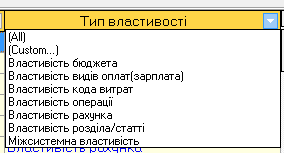 Тип властивості
(All)
(Custom...)
Властивість бюджета
Властивість видів оплат(зарплата)
Властивість кода витрат
Властивість операції
Властивість рахунка
Властивість розділа/статті
Міжсистемна властивість
Властивість рахунка